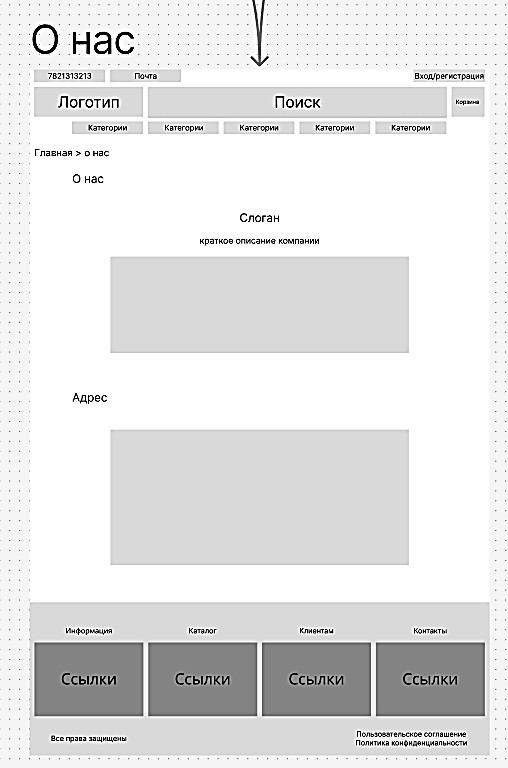 О нас
7821313213
Почта
Вход/регистрация
Логотип
Поиск
Корзина
Категории
Категории
Категории
Категории
Категории
Главная > о нас
О нас
Слоган
краткое описание компании
Адрес
Информация
Каталог
Клиентам
Контакты
Ссылки
Ссылки
Ссылки
Ссылки
Все права защищены
Пользовательское соглашение
Политика конфиденциальности